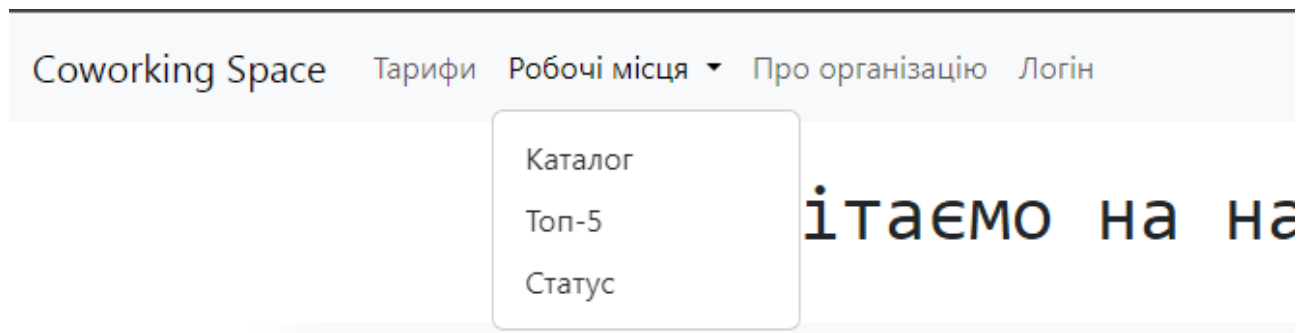 Coworking Space Тарифи Робочі місця Про організацію Логін
Каталог
Топ-5
Статус
ітаємо на на